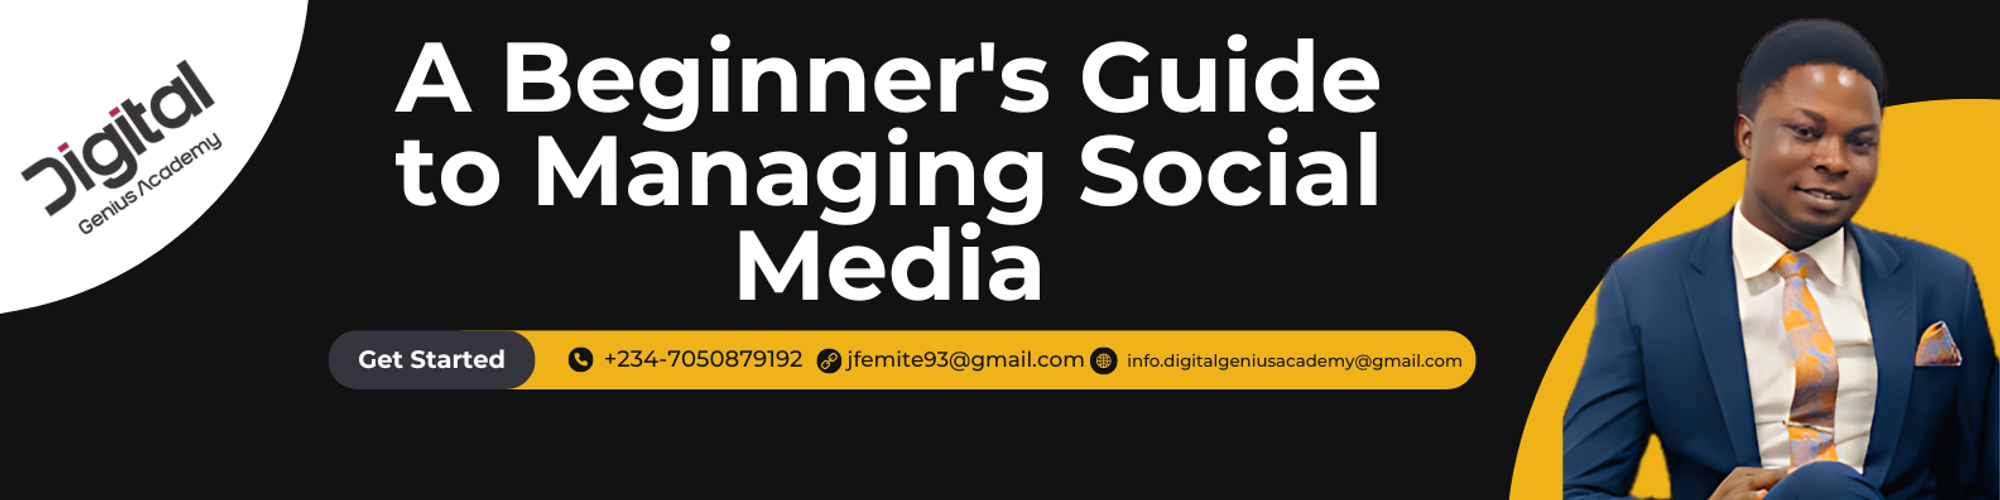 Digital
Genius Academy
A Beginner's Guide
to Managing Social
Media
Get Started +234-7050879192 jfemite93@gmail.com info.digitalgeniusacademy@gmail.com